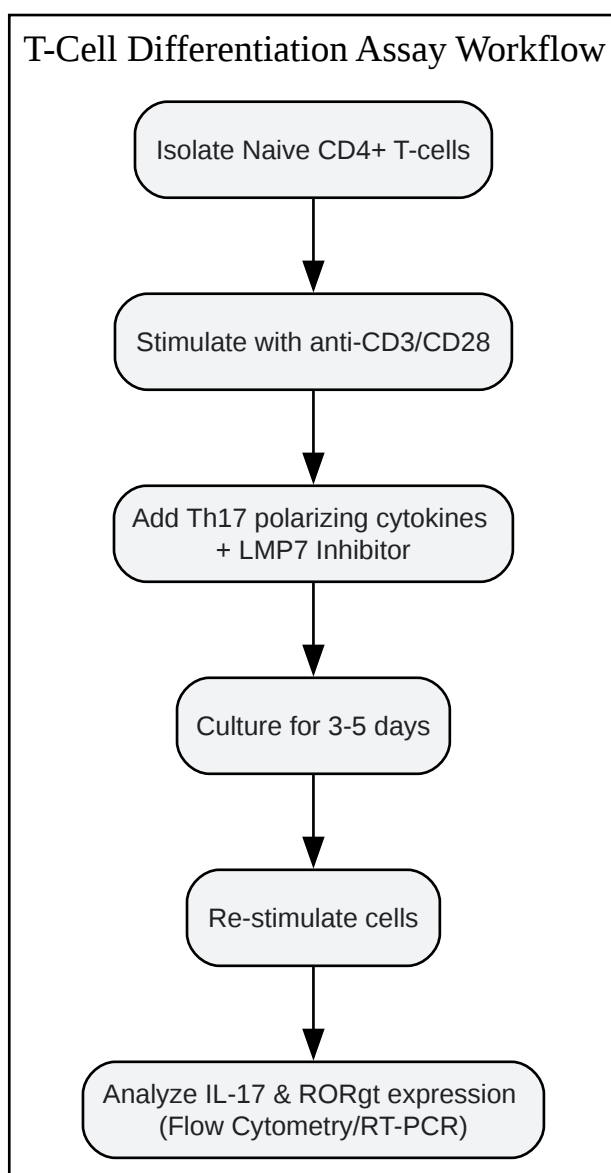 T-Cell Differentiation Assay Workflow
Isolate Naive CD4+ T-cells
Stimulate with anti-CD3/CD28
Add Th17 polarizing cytokines
+ LMP7 Inhibitor
Culture for 3-5 days
Re-stimulate cells
Analyze IL-17 & RORgt expression
(Flow Cytometry/RT-PCR)